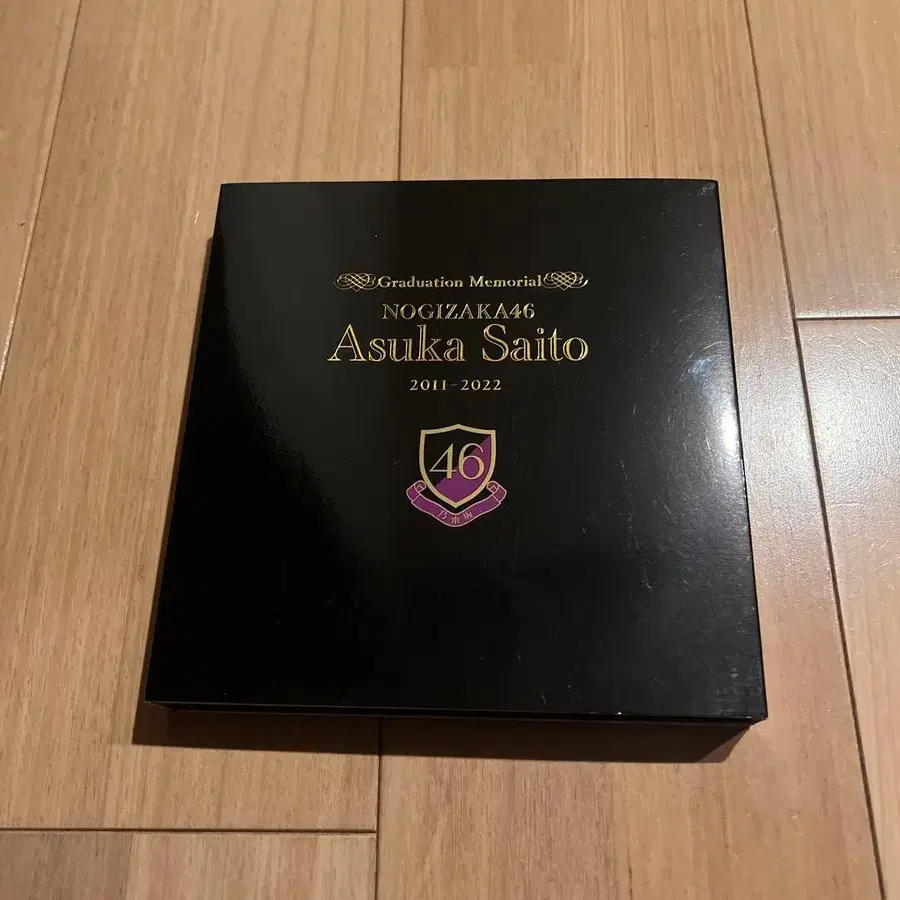 Graduation Memorial
NOGIZAKA46
Asuka Saito
2011-2022
46
乃木坂